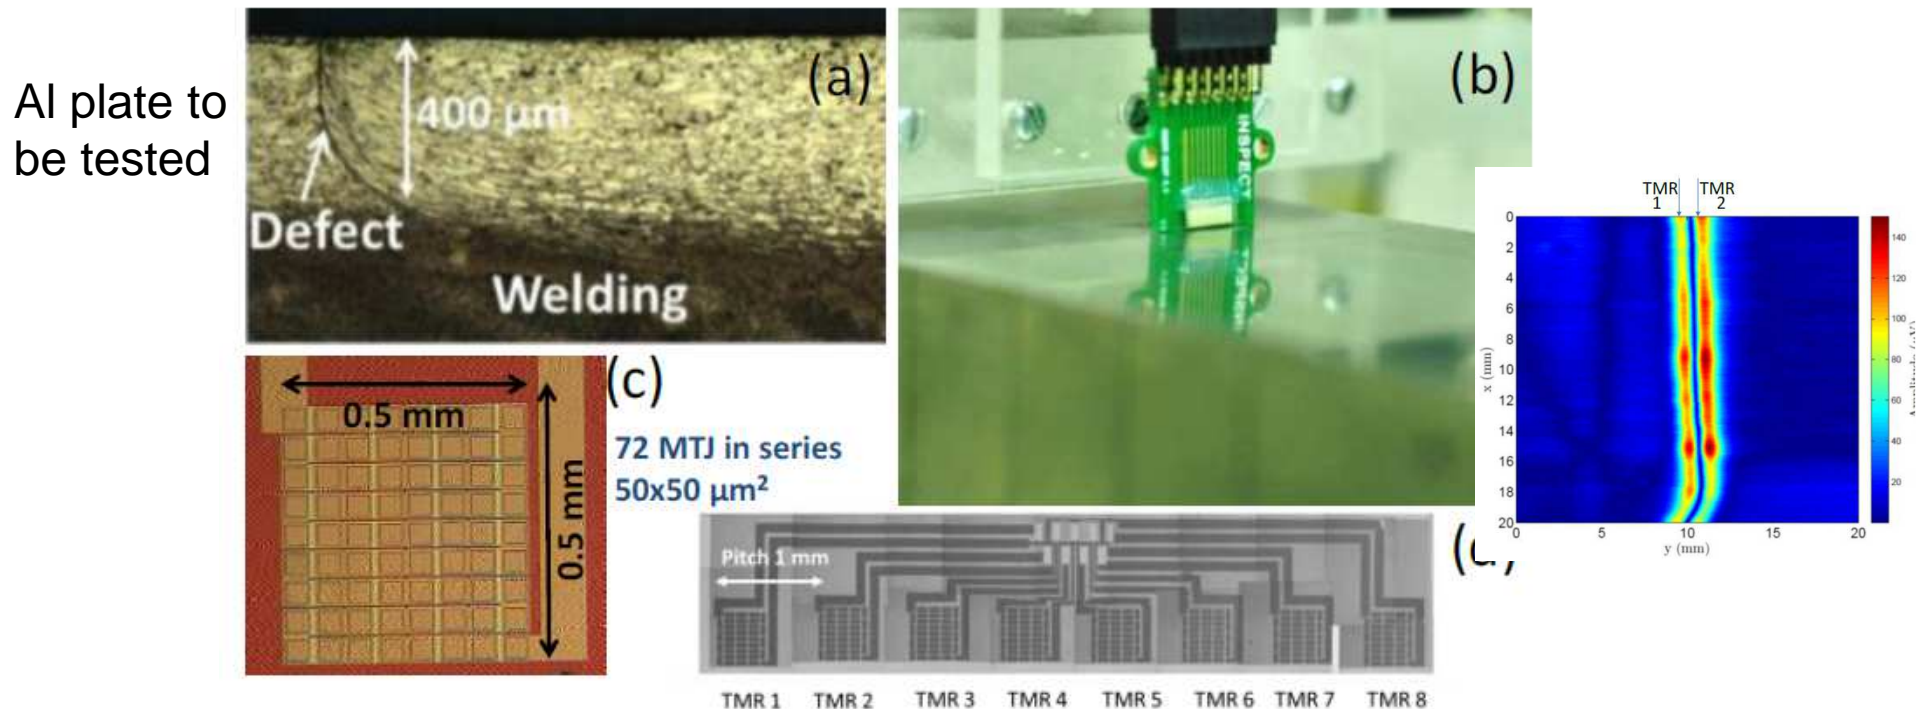 Al plate to
be tested
(a)
400 µm
Defect
Welding
(b)
INSPECT
(c)
0.5 mm
0.5 mm
72 MTJ in series
50x50 µm²
Pitch 1 mm
TMR 1 TMR 2 TMR 3 TMR 4 TMR 5 TMR 6 TMR 7 TMR 8
TMR
1
TMR
2
0
2
4
6
8
10
12
14
16
18
20
x (mm)
0 5 10 15 20
y (mm)
140
120
100
80
60
40
20